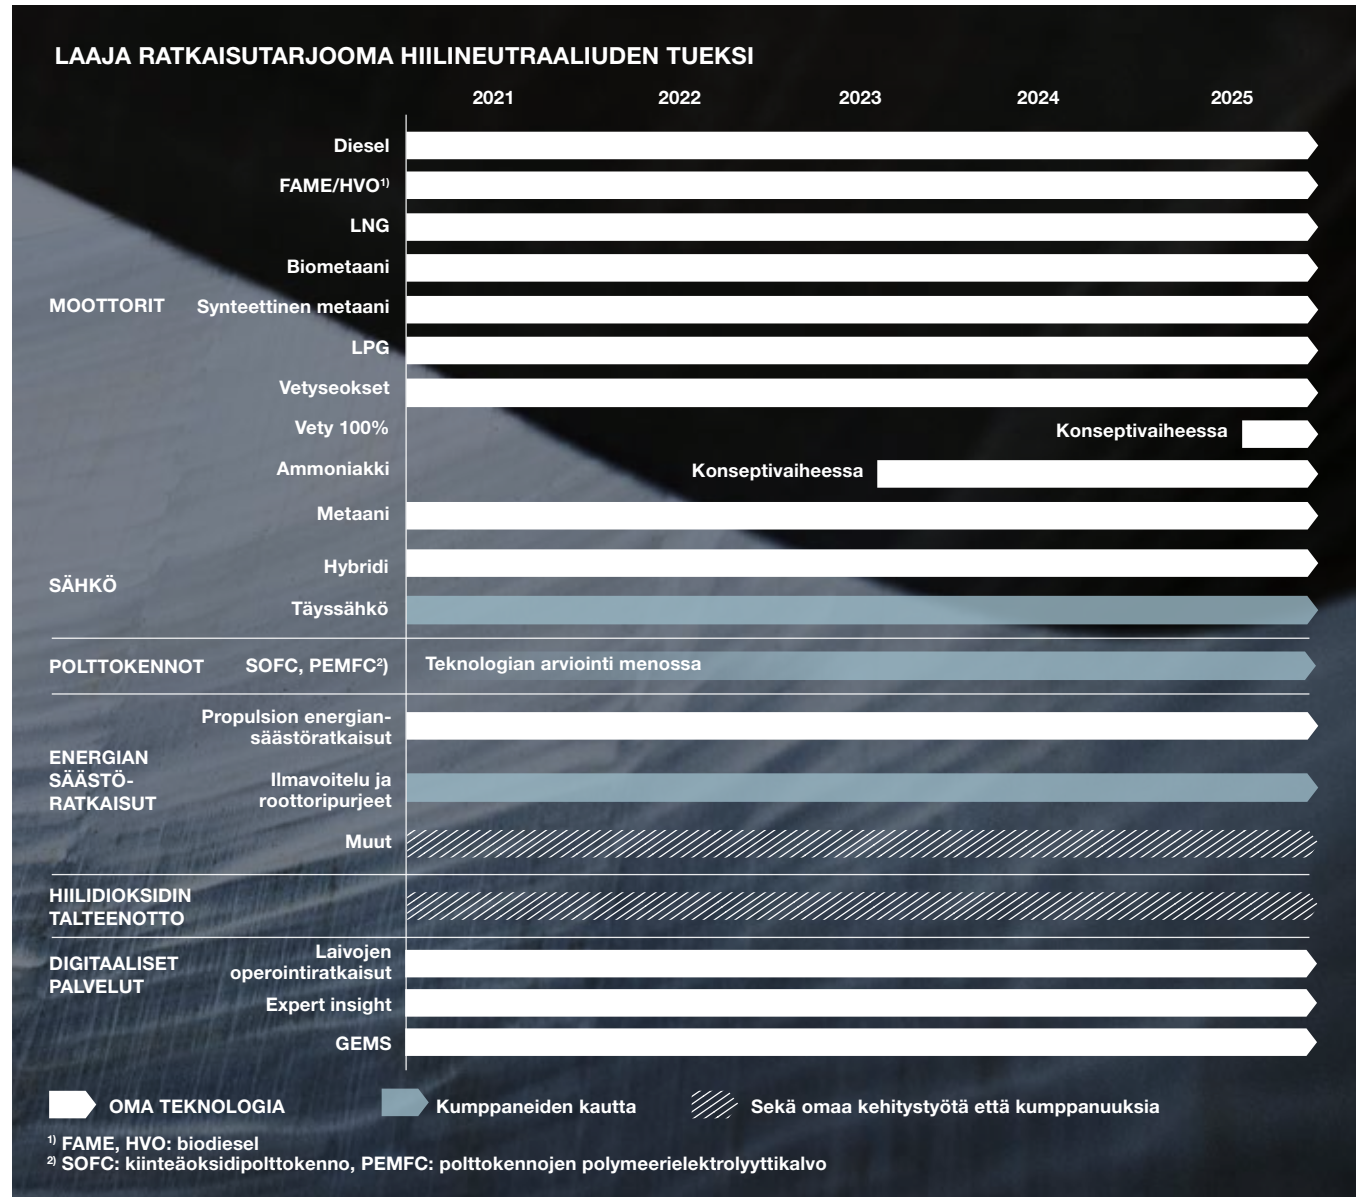 LAAJA RATKAISUTARJOOMA HIILINEUTRAALIUDEN TUEKSI
2021 2022 2023 2024 2025
Diesel
FAME/HVO¹⁾
LNG
Biometaani
MOOTTORIT Synteettinen metaani
LPG
Vetyseokset
Vety 100% Konseptivaiheessa
Ammoniakki Konseptivaiheessa
Metaani
Hybridi
SÄHKÖ
Täyssähkö
POLTTOKENNOT SOFC, PEMFC²) Teknologian arviointi menossa
Propulsion energian-
säästöratkaisut
ENERGIAN
SÄÄSTÖ-
RATKAISUT
Ilmavoitelu ja
roottoripurjeet
Muut
HIILIDIOKSIDIN
TALTEENOTTO
DIGITAALISET
PALVELUT
Laivojen
operointiratkaisut
Expert insight
GEMS
OMA TEKNOLOGIA Kumppaneiden kautta Sekä omaa kehitystyötä että kumppanuuksia
¹⁾ FAME, HVO: biodiesel
²⁾ SOFC: kiinteäoksidipolttokenno, PEMFC: polttokennojen polymeerielektrolyyttikalvo